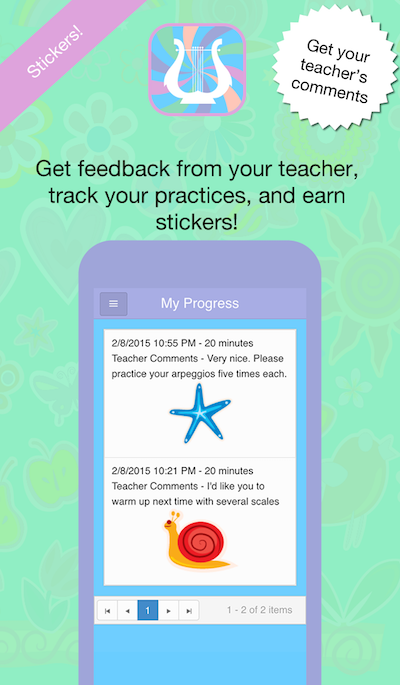 Stickers!
Get your
teacher's
comments
Get feedback from your teacher,
track your practices, and earn
stickers!
My Progress
2/8/2015 10:55 PM - 20 minutes
Teacher Comments - Very nice. Please
practice your arpeggios five times each.
2/8/2015 10:21 PM - 20 minutes
Teacher Comments - I'd like you to
warm up next time with several scales
1
1 - 2 of 2 items